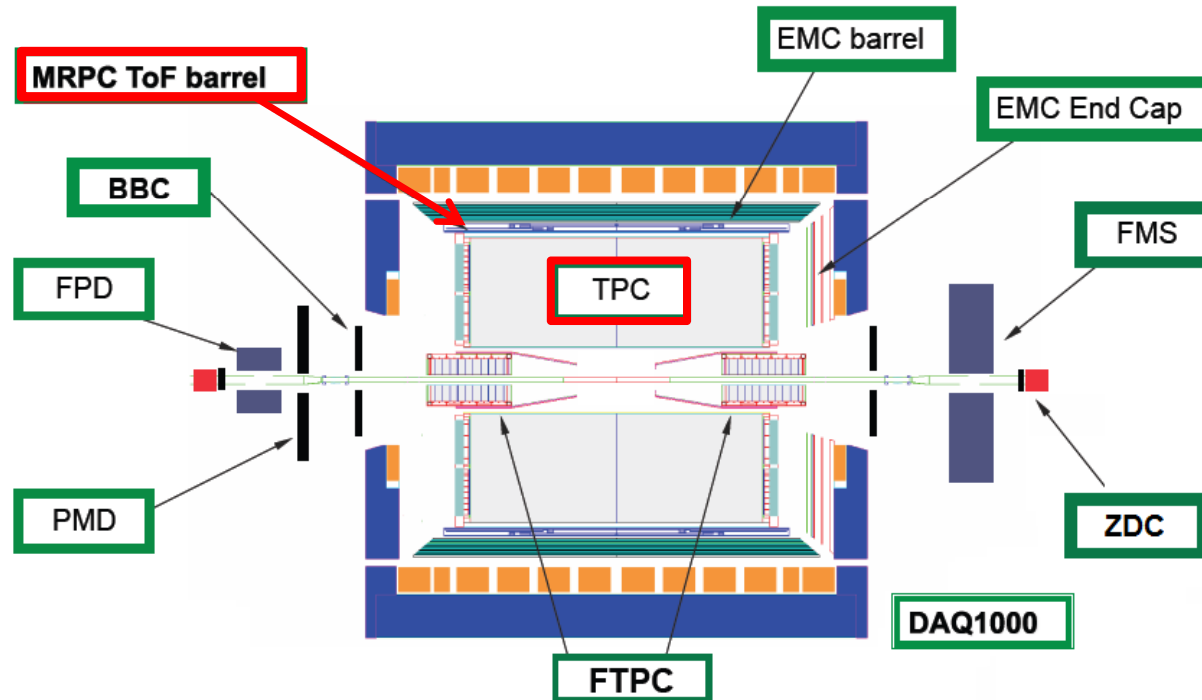 EMC barrel
MRPC ToF barrel
EMC End Cap
BBC
FMS
FPD
TPC
PMD
ZDC
DAQ1000
FTPC